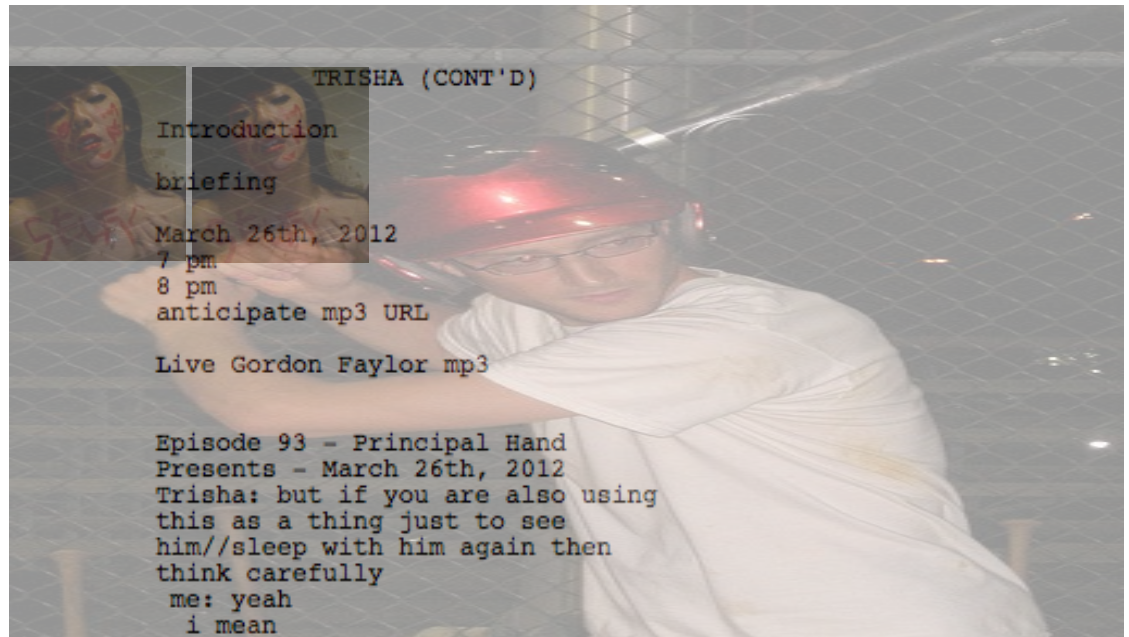 TRISHA (CONT'D)
Introduction
briefing
March 26th, 2012
7 pm
8 pm
anticipate mp3 URL
Live Gordon Faylor mp3
Episode 93 – Principal Hand
Presents – March 26th, 2012
Trisha: but if you are also using
this as a thing just to see
him//sleep with him again then
think carefully
me: yeah
i mean